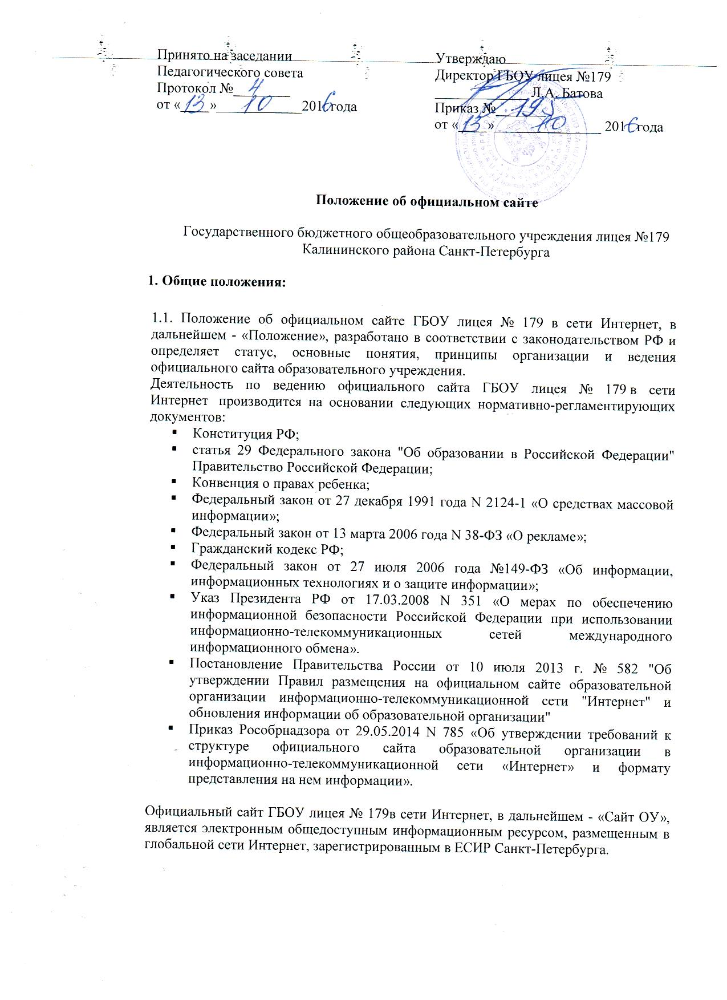 Принято на заседании
Педагогического совета
Протокол № 4
от «13» 10 2016 года
Утверждаю
Директор ГБОУ лицея №179
Л.А. Батова
Приказ № 193
от «13» 10 2016 года
Положение об официальном сайте
Государственного бюджетного общеобразовательного учреждения лицея №179
Калининского района Санкт-Петербурга
1. Общие положения:
1.1. Положение об официальном сайте ГБОУ лицея № 179 в сети Интернет, в
дальнейшем - «Положение», разработано в соответствии с законодательством РФ и
определяет статус, основные понятия, принципы организации и ведения
официального сайта образовательного учреждения.
Деятельность по ведению официального сайта ГБОУ лицея № 179 в сети
Интернет производится на основании следующих нормативно-регламентирующих
документов:
▪ Конституция РФ;
▪ статья 29 Федерального закона "Об образовании в Российской Федерации"
Правительство Российской Федерации;
▪ Конвенция о правах ребенка;
▪ Федеральный закон от 27 декабря 1991 года N 2124-1 «О средствах массовой
информации»;
▪ Федеральный закон от 13 марта 2006 года N 38-ФЗ «О рекламе»;
▪ Гражданский кодекс РФ;
▪ Федеральный закон от 27 июля 2006 года №149-ФЗ «Об информации,
информационных технологиях и о защите информации»;
▪ Указ Президента РФ от 17.03.2008 N 351 «О мерах по обеспечению
информационной безопасности Российской Федерации при использовании
информационно-телекоммуникационных сетей международного
информационного обмена».
▪ Постановление Правительства России от 10 июля 2013 г. № 582 "Об
утверждении Правил размещения на официальном сайте образовательной
организации информационно-телекоммуникационной сети "Интернет" и
обновления информации об образовательной организации"
▪ Приказ Рособрнадзора от 29.05.2014 N 785 «Об утверждении требований к
структуре официального сайта образовательной организации в
информационно-телекоммуникационной сети «Интернет» и формату
представления на нем информации».
Официальный сайт ГБОУ лицея № 179в сети Интернет, в дальнейшем - «Сайт ОУ»,
является электронным общедоступным информационным ресурсом, размещенным в
глобальной сети Интернет, зарегистрированным в ЕСИР Санкт-Петербурга.